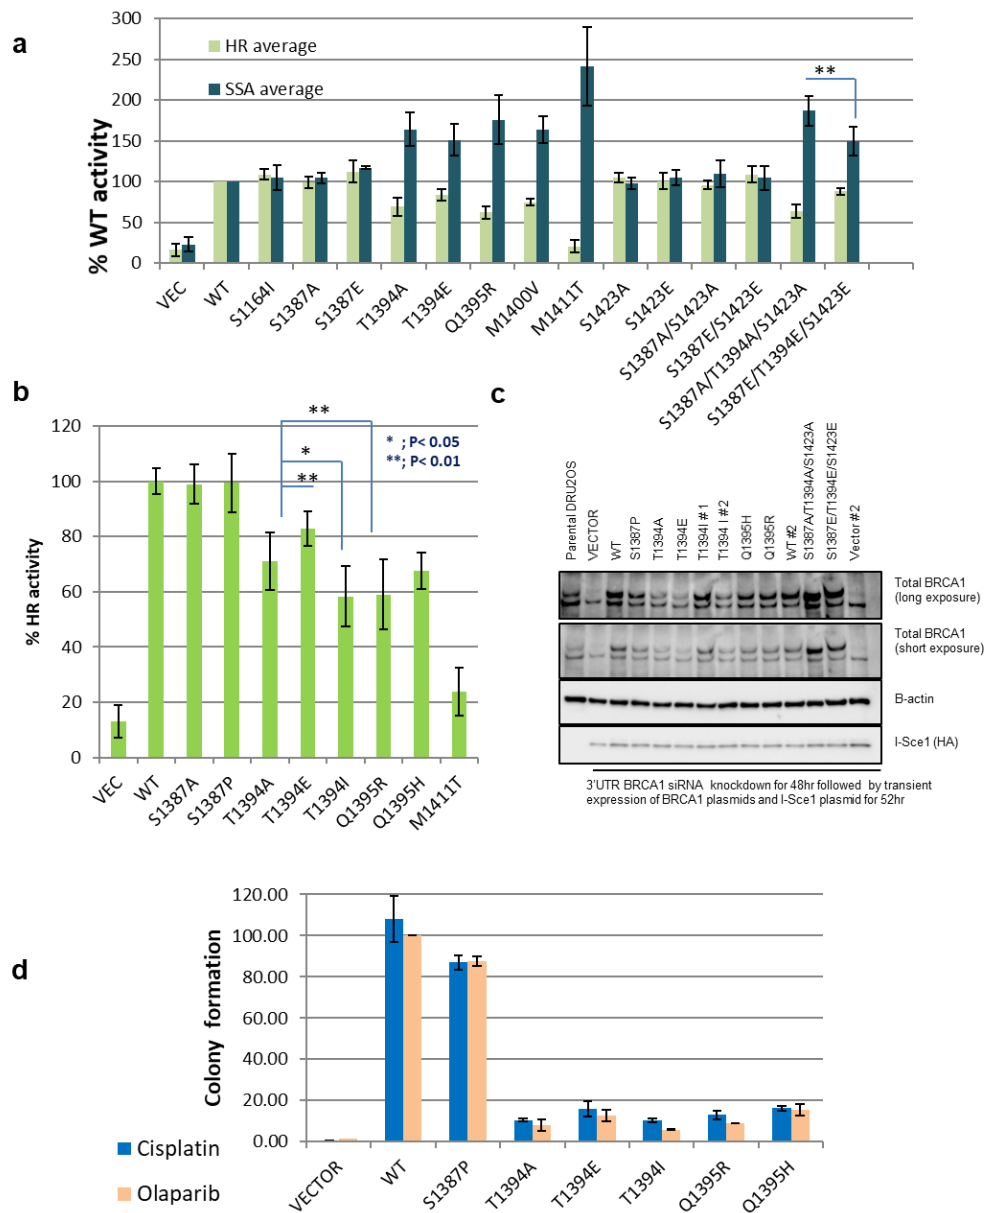 a
300
250
200
150
100
50
0
% WT activity
HR average
SSA average
**
VEC
WT
S1164I
S1387A
S1387E
T1394A
T1394E
Q1395R
M1400V
M1411T
S1423A
S1423E
S1387A/S1423A
S1387E/S1423E
S1387A/T1394A/S1423A
S1387E/T1394E/S1423E
b
120
100
80
60
40
20
0
% HR activity
**
*
**
* ; P< 0.05
**; P< 0.01
VEC
WT
S1387A
S1387P
T1394A
T1394E
T1394I
Q1395R
Q1395H
M1411T
c
Parental DRU2OS
VECTOR
WT
S1387P
T1394A
T1394E
T1394I #1
T1394 I #2
Q1395H
Q1395R
WT #2
S1387A/T1394A/S1423A
S1387E/T1394E/S1423E
Vector #2
Total BRCA1
(long exposure)
Total BRCA1
(short exposure)
B-actin
I-Sce1 (HA)
3'UTR BRCA1 siRNA knockdown for 48hr followed by transient
expression of BRCA1 plasmids and I-Sce1 plasmid for 52hr
d
120.00
100.00
80.00
60.00
40.00
20.00
0.00
Colony formation
Cisplatin
Olaparib
VECTOR
WT
S1387P
T1394A
T1394E
T1394I
Q1395R
Q1395H